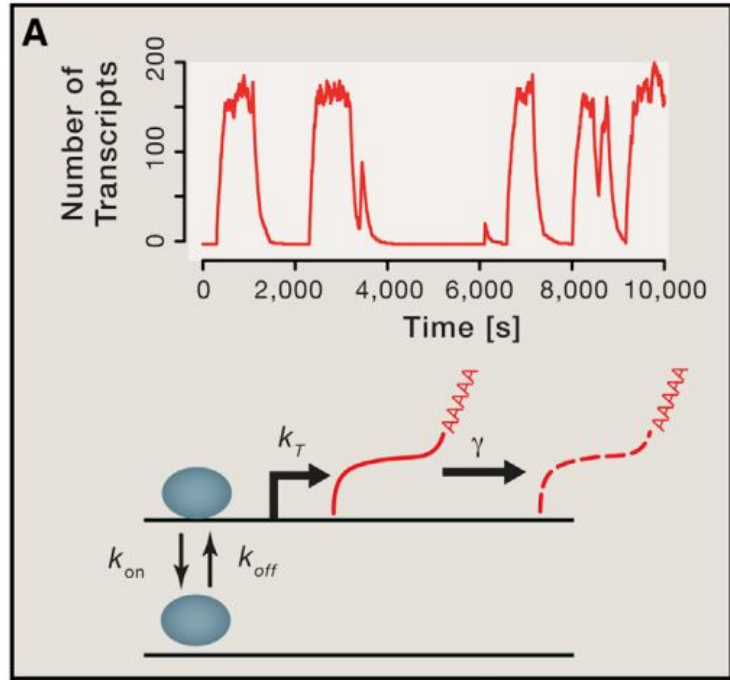 A
Number of
Transcripts
200
100
0
0 2,000 4,000 6,000 8,000 10,000
Time [s]
AAAAA
AAAAA
k_T
γ
k_on
k_off